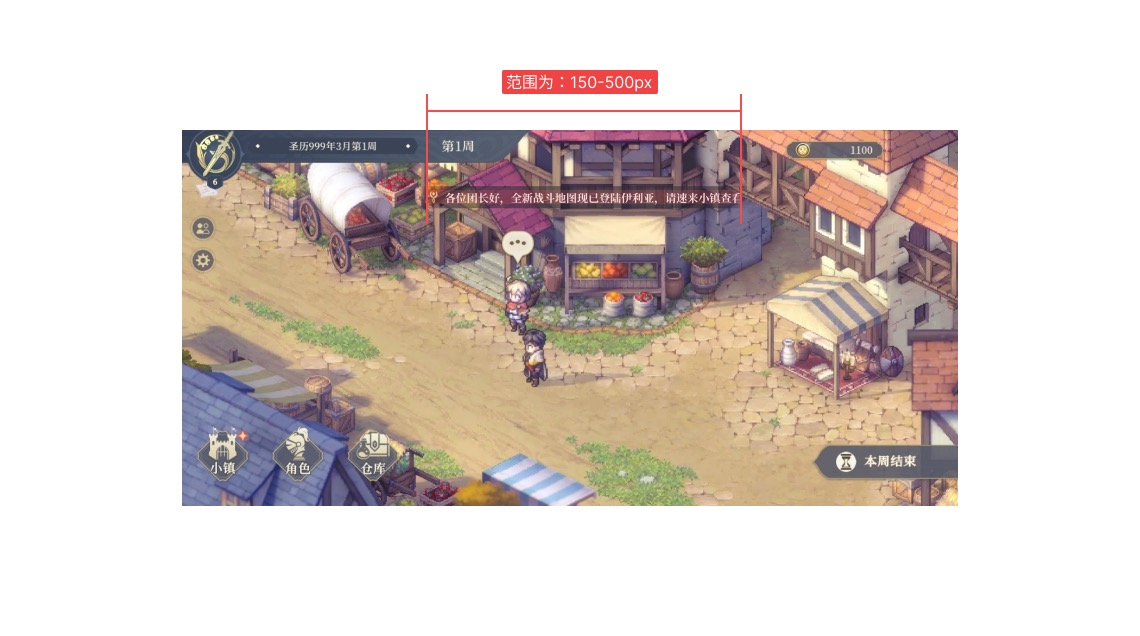 范围为：150-500px
圣历999年3月第1周
第1周
1100
6
各位团长好，全新战斗地图现已登陆伊利亚，请速来小镇查看
小镇
角色
仓库
本周结束